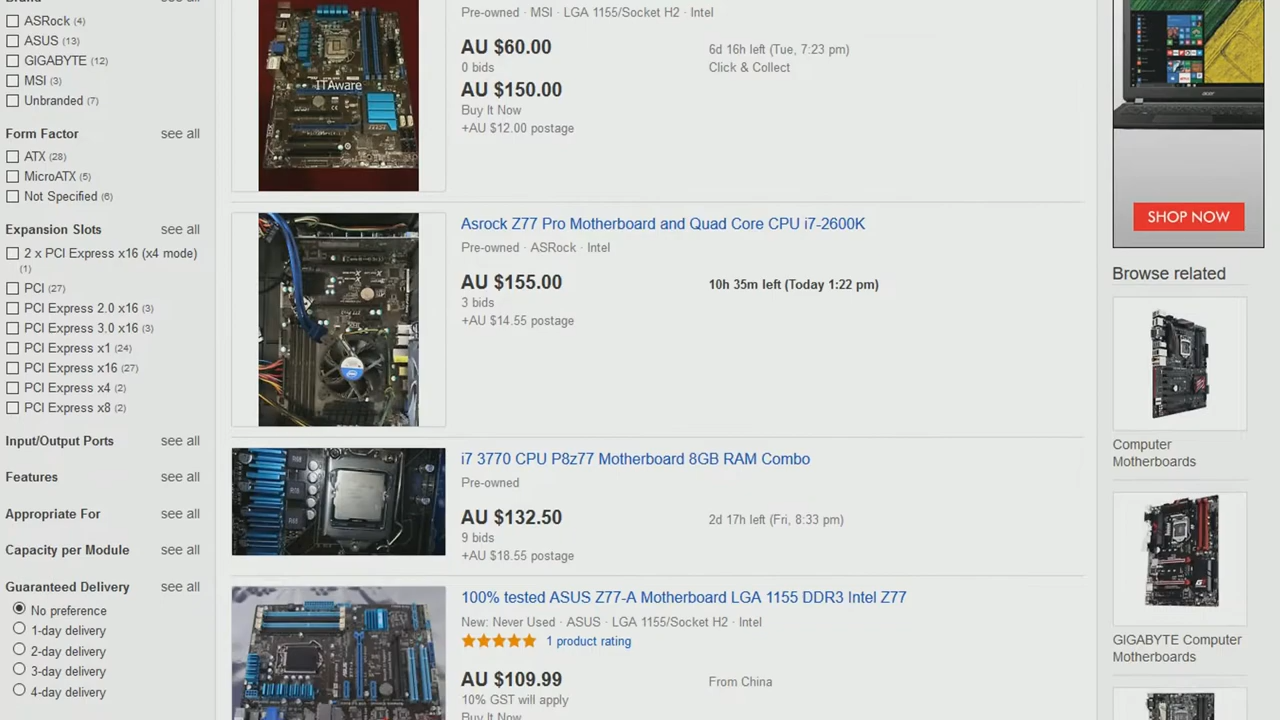 Brand see all
ASRock (4)
ASUS (13)
GIGABYTE (12)
MSI (3)
Unbranded (7)
Form Factor see all
ATX (28)
MicroATX (5)
Not Specified (6)
Expansion Slots see all
2 x PCI Express x16 (x4 mode)
(1)
PCI (27)
PCI Express 2.0 x16 (3)
PCI Express 3.0 x16 (3)
PCI Express x1 (24)
PCI Express x16 (27)
PCI Express x4 (2)
PCI Express x8 (2)
Input/Output Ports see all
Features see all
Appropriate For see all
Capacity per Module see all
Guaranteed Delivery see all
No preference
1-day delivery
2-day delivery
3-day delivery
4-day delivery
ITAware
Pre-owned · MSI · LGA 1155/Socket H2 · Intel
AU $60.00
6d 16h left (Tue, 7:23 pm)
0 bids
Click & Collect
AU $150.00
Buy It Now
+AU $12.00 postage
Asrock Z77 Pro Motherboard and Quad Core CPU i7-2600K
Pre-owned · ASRock · Intel
AU $155.00
10h 35m left (Today 1:22 pm)
3 bids
+AU $14.55 postage
i7 3770 CPU P8z77 Motherboard 8GB RAM Combo
Pre-owned
AU $132.50
2d 17h left (Fri, 8:33 pm)
9 bids
+AU $18.55 postage
100% tested ASUS Z77-A Motherboard LGA 1155 DDR3 Intel Z77
New: Never Used · ASUS · LGA 1155/Socket H2 · Intel
1 product rating
AU $109.99
From China
10% GST will apply
Buy It Now
acer
SHOP NOW
Browse related
Computer
Motherboards
GIGABYTE Computer
Motherboards